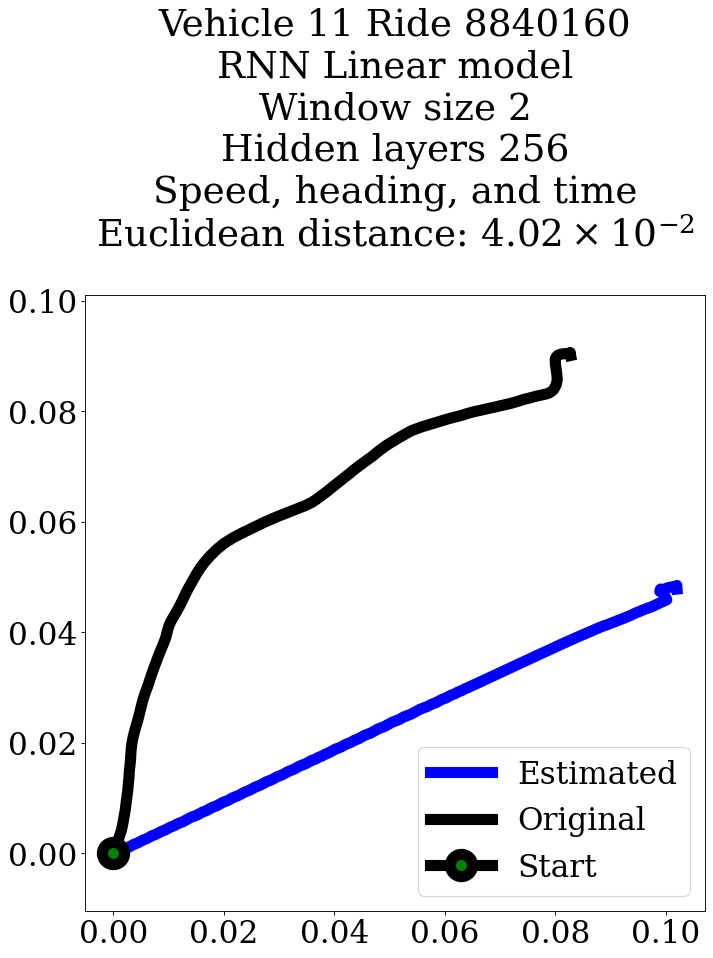 Vehicle 11 Ride 8840160
RNN Linear model
Window size 2
Hidden layers 256
Speed, heading, and time
Euclidean distance: 4.02 × 10⁻²
0.10
0.08
0.06
0.04
0.02
0.00
Estimated
Original
Start
0.00 0.02 0.04 0.06 0.08 0.10